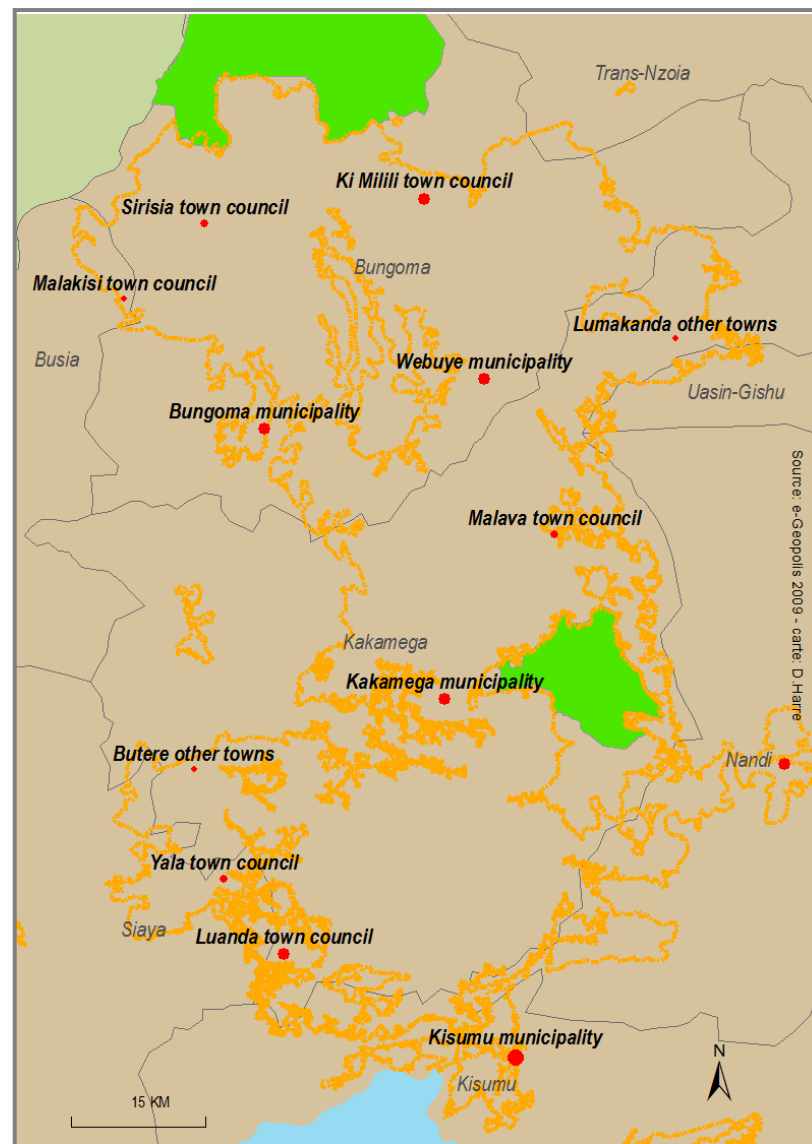 Trans-Nzoia
Ki Milili town council
Sirisia town council
Bungoma
Malakisi town council
Lumakanda other towns
Busia
Webuye municipality
Uasin-Gishu
Bungoma municipality
Source: e-Geopolis 2009 - carte: D.Harre
Malava town council
Kakamega
Kakamega municipality
Butere other towns
Nandi
Yala town council
Siaya
Luanda town council
Kisumu municipality
N
Kisumu
15 KM